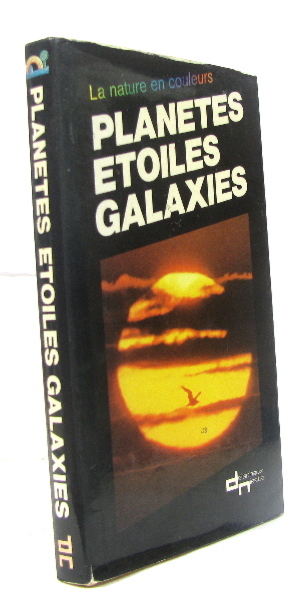 La nature en couleurs
PLANETES
ETOILES
GALAXIES
PLANETES ETOILES GALAXIES